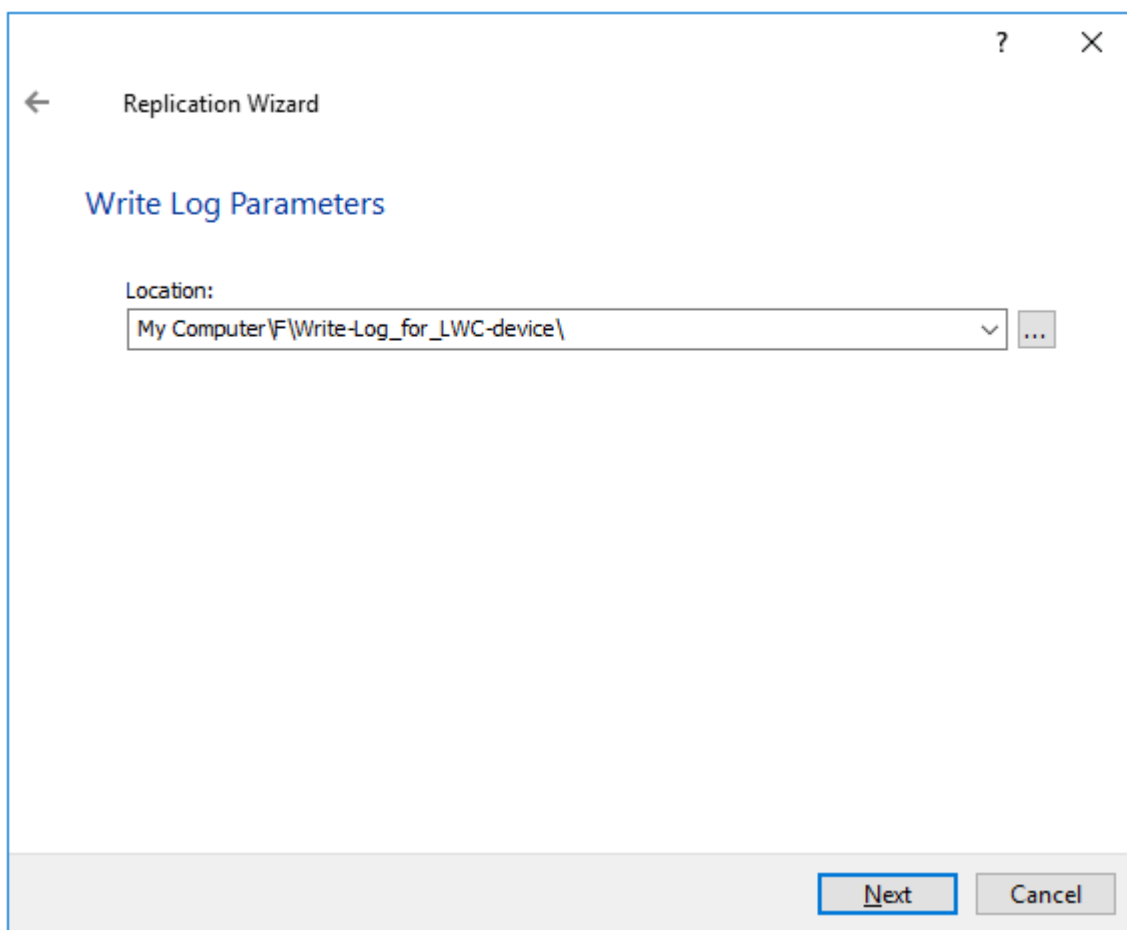 ?
Replication Wizard
Write Log Parameters
Location:
My Computer\F\Write-Log_for_LWC-device\
...
Next
Cancel